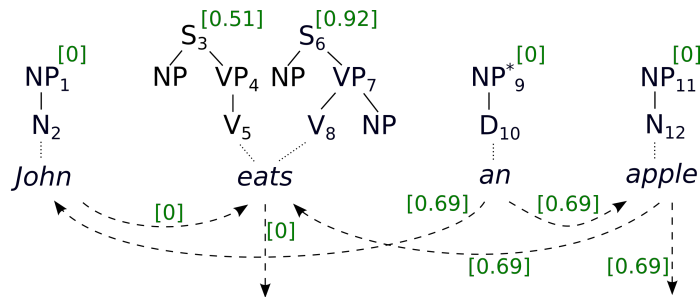 [0] [0.51] [0.92] [0] [0]
S3 S6
NP1 NP VP4 NP VP7 NP*9 NP11
N2 V5 V8 NP D10 N12
John eats an apple
[0] [0] [0.69] [0.69]
[0.69] [0.69]